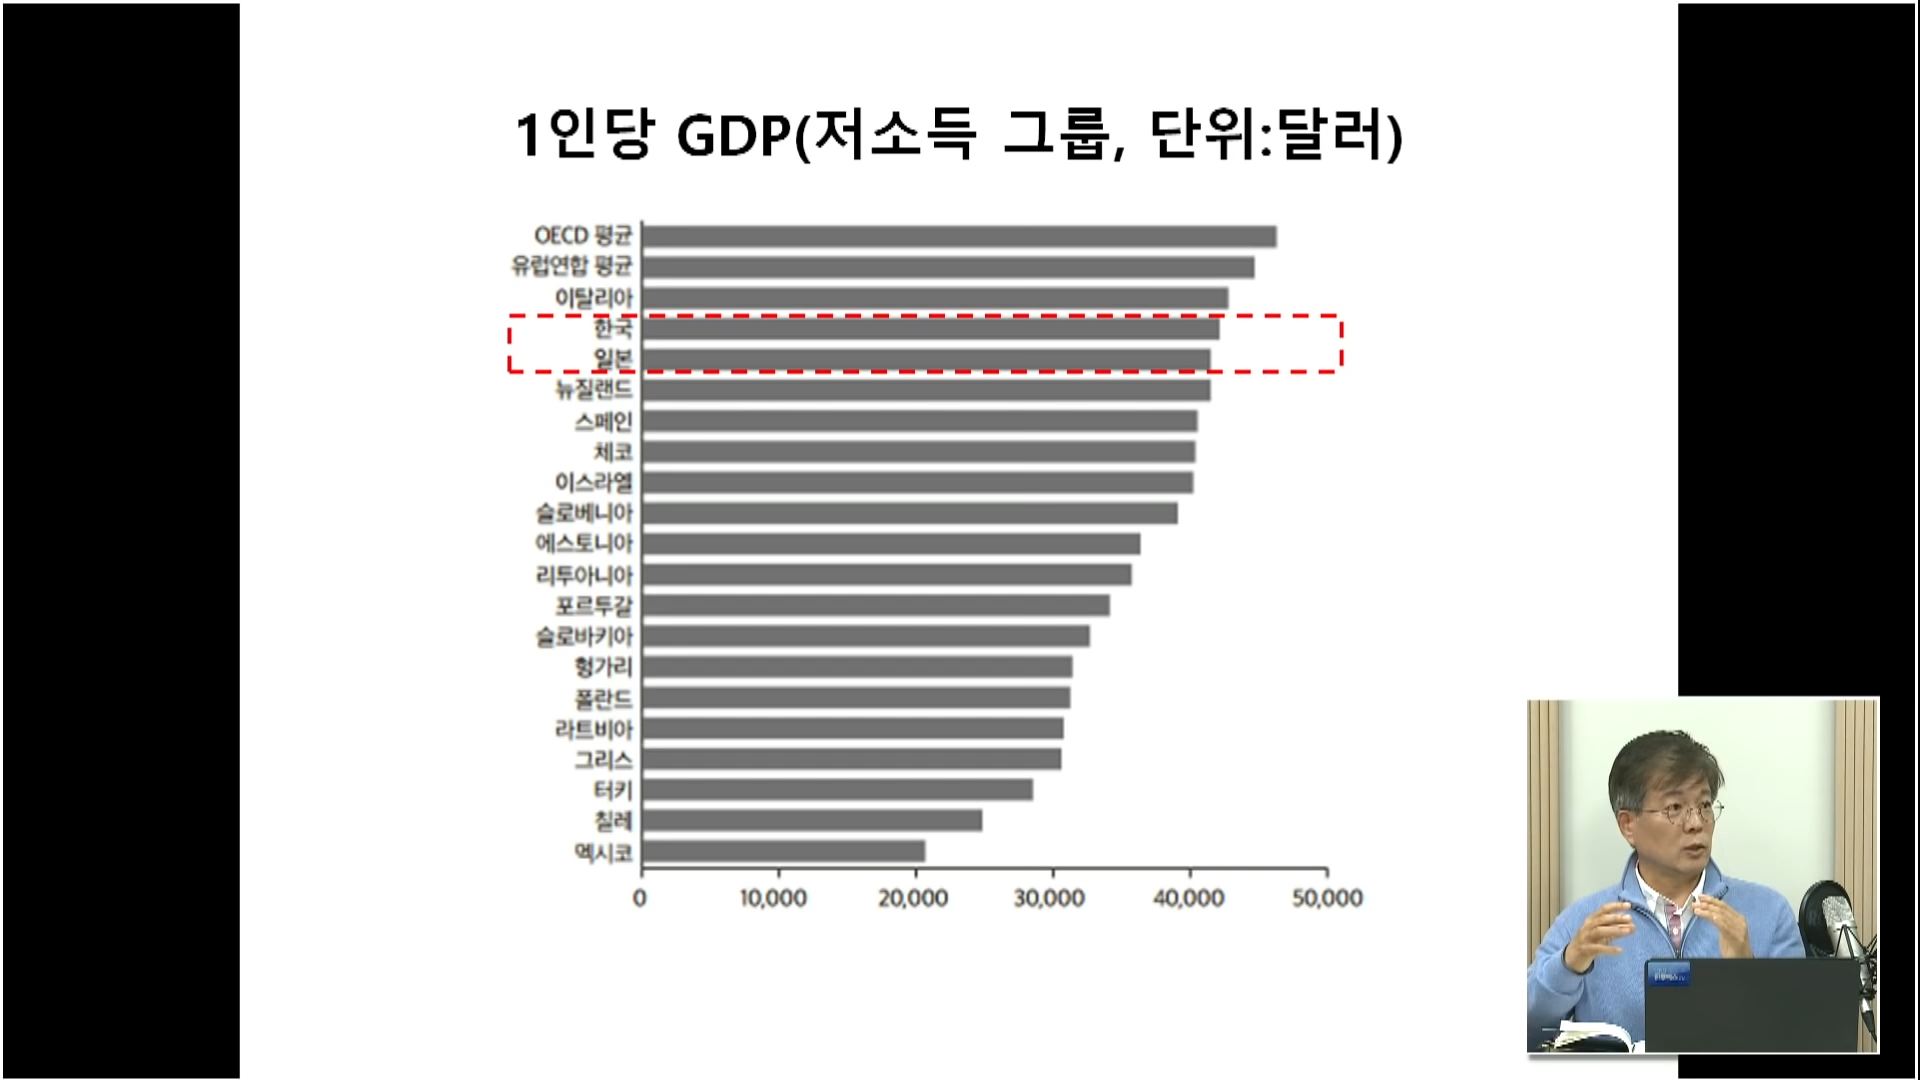 1인당 GDP(저소득 그룹, 단위:달러)
OECD 평균
유럽연합 평균
이탈리아
한국
일본
뉴질랜드
스페인
체코
이스라엘
슬로베니아
에스토니아
리투아니아
포르투갈
슬로바키아
헝가리
폴란드
라트비아
그리스
터키
칠레
멕시코
0 10,000 20,000 30,000 40,000 50,000